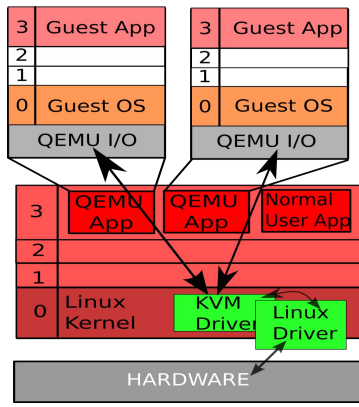 3 Guest App
2
1
0 Guest OS
QEMU I/O
3 Guest App
2
1
0 Guest OS
QEMU I/O
3
QEMU
App
QEMU
App
Normal
User App
2
1
0
Linux
Kernel
KVM
Driver
Linux
Driver
HARDWARE